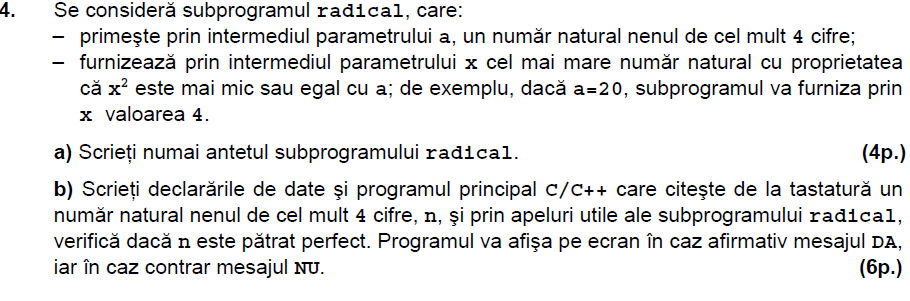 4. Se consideră subprogramul radical, care:
– primeşte prin intermediul parametrului a, un număr natural nenul de cel mult 4 cifre;
– furnizează prin intermediul parametrului x cel mai mare număr natural cu proprietatea
că x² este mai mic sau egal cu a; de exemplu, dacă a=20, subprogramul va furniza prin
x valoarea 4.
a) Scrieți numai antetul subprogramului radical. (4p.)
b) Scrieți declarările de date şi programul principal C/C++ care citeşte de la tastatură un
număr natural nenul de cel mult 4 cifre, n, şi prin apeluri utile ale subprogramului radical,
verifică dacă n este pătrat perfect. Programul va afişa pe ecran în caz afirmativ mesajul DA,
iar în caz contrar mesajul NU. (6p.)